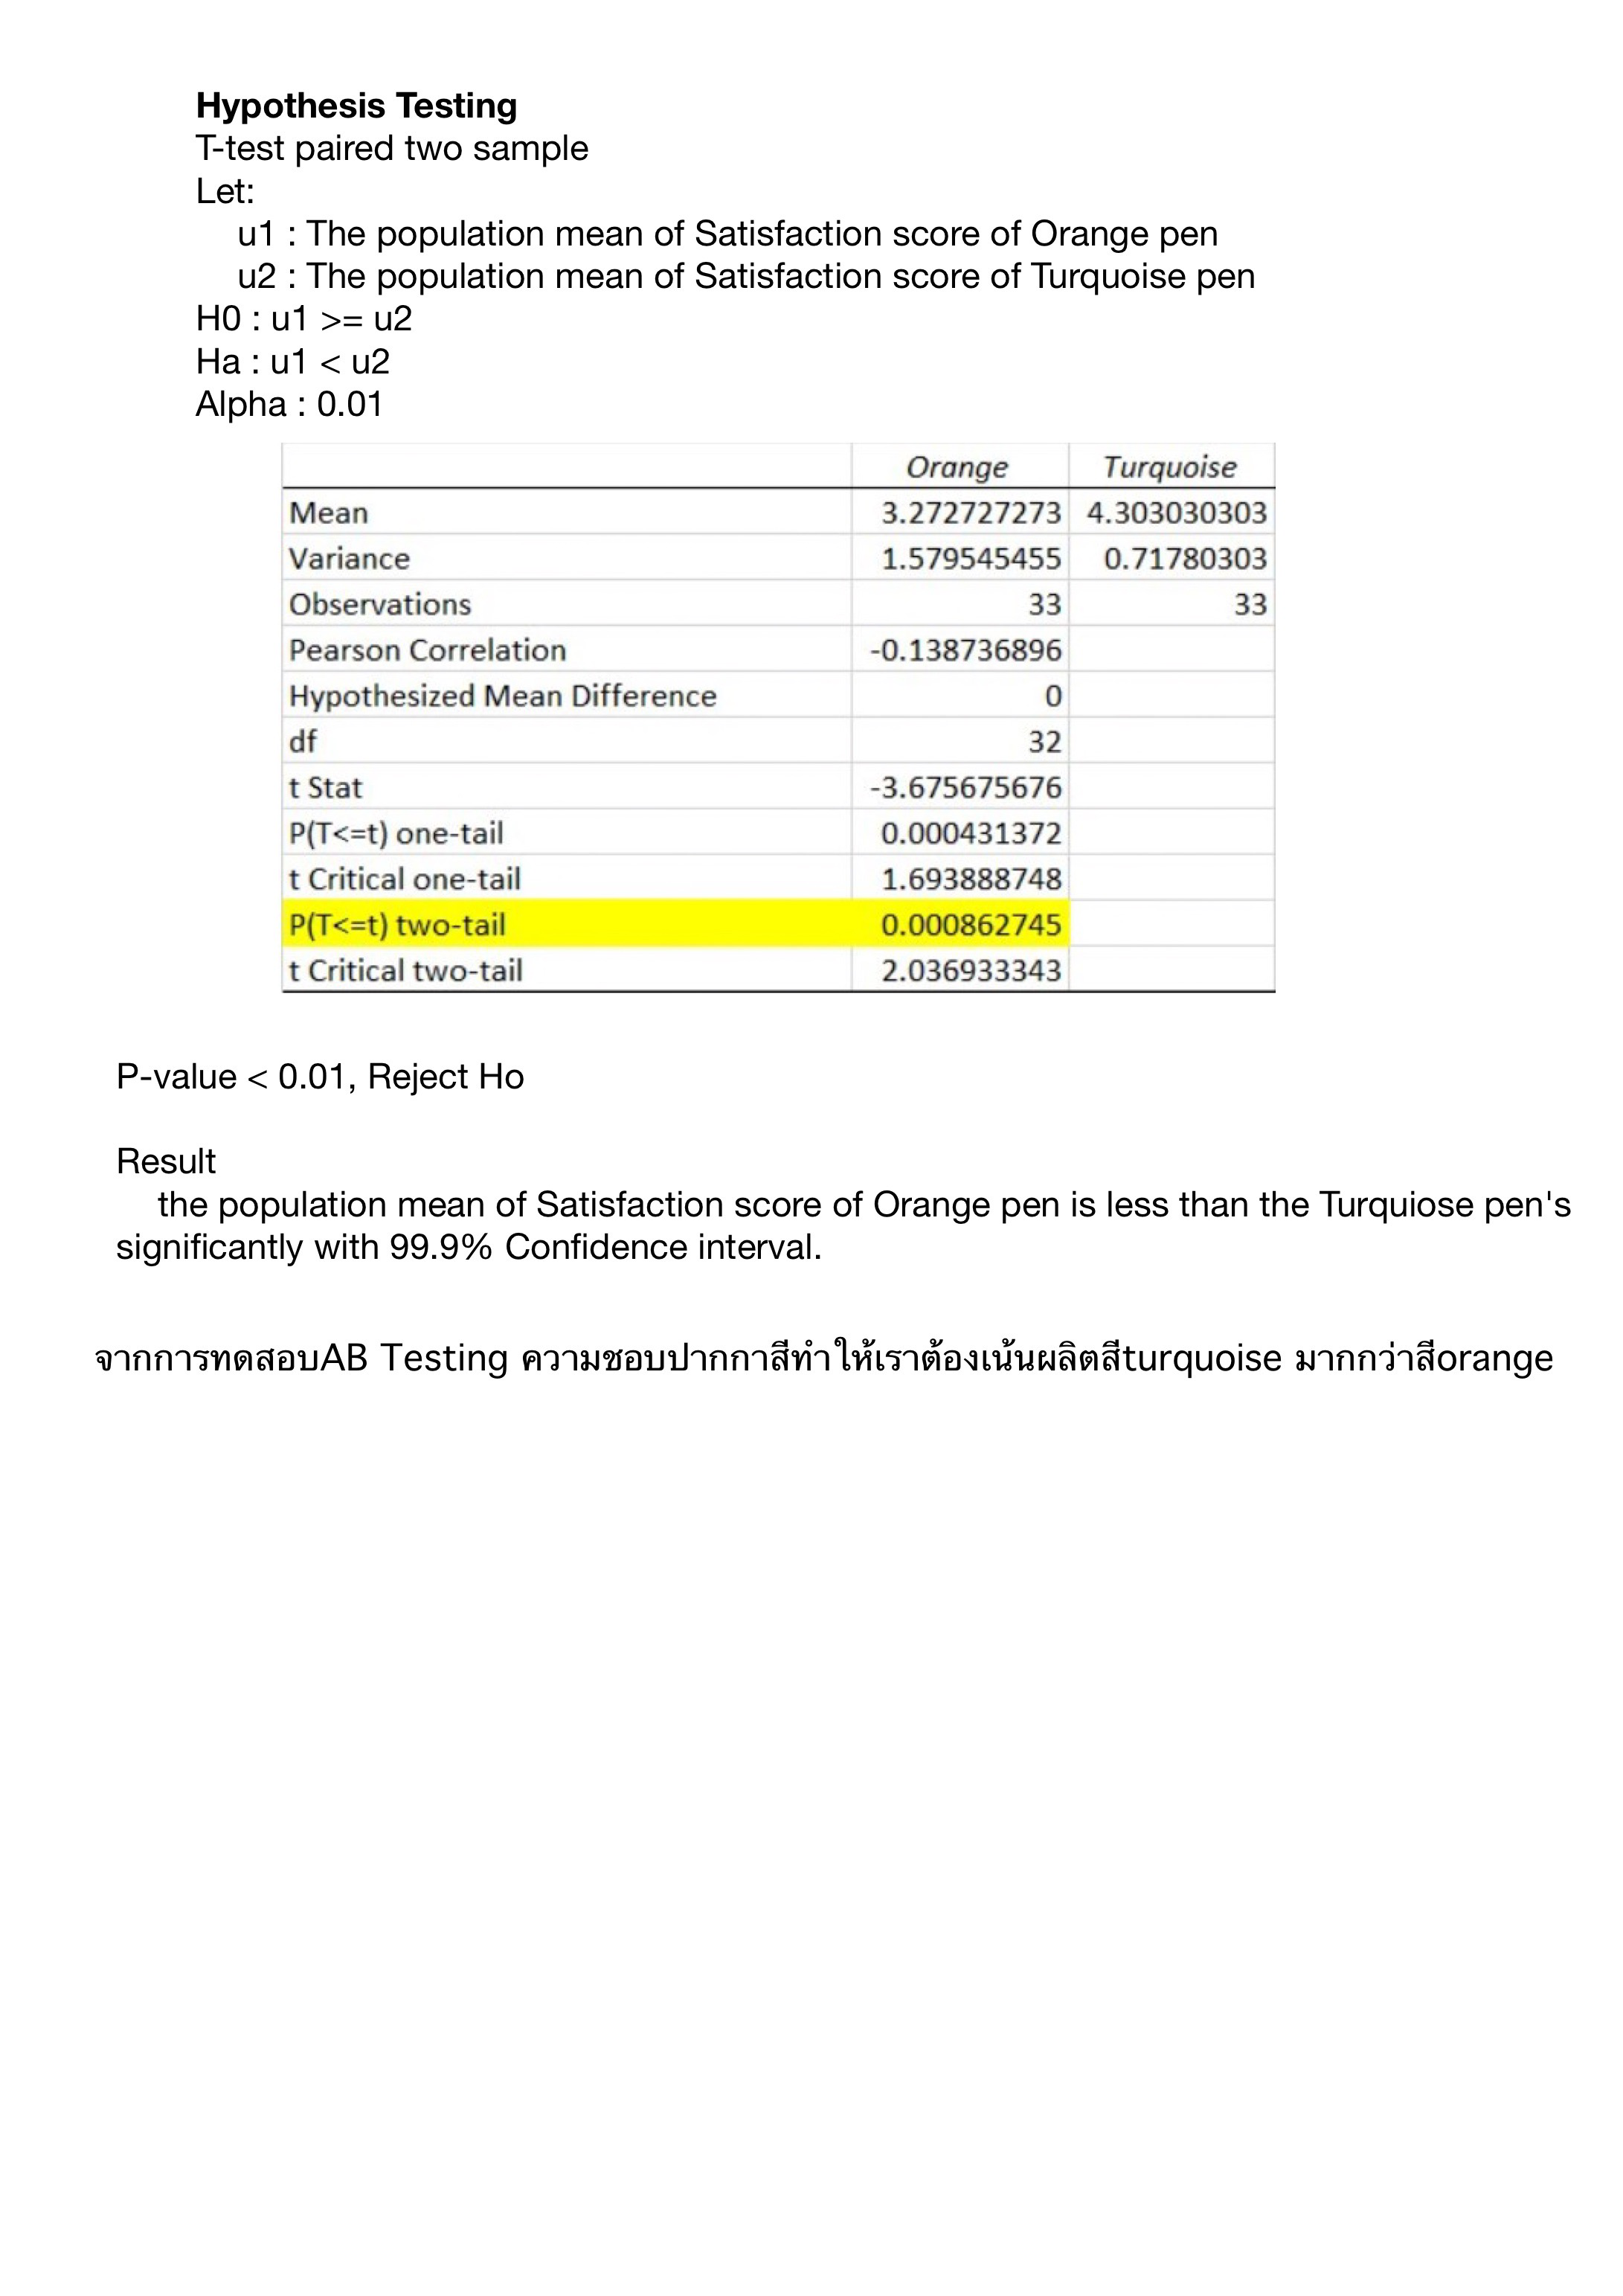 Hypothesis Testing
T-test paired two sample
Let:
u1 : The population mean of Satisfaction score of Orange pen
u2 : The population mean of Satisfaction score of Turquoise pen
H0 : u1 >= u2
Ha : u1 < u2
Alpha : 0.01
Orange Turquoise
Mean 3.272727273 4.303030303
Variance 1.579545455 0.71780303
Observations 33 33
Pearson Correlation -0.138736896
Hypothesized Mean Difference 0
df 32
t Stat -3.675675676
P(T<=t) one-tail 0.000431372
t Critical one-tail 1.693888748
P(T<=t) two-tail 0.000862745
t Critical two-tail 2.036933343
P-value < 0.01, Reject Ho
Result
the population mean of Satisfaction score of Orange pen is less than the Turquiose pen's
significantly with 99.9% Confidence interval.
จากการทดสอบAB Testing ความชอบปากกาสีทำให้เราต้องเน้นผลิตสีturquoise มากกว่าสีorange